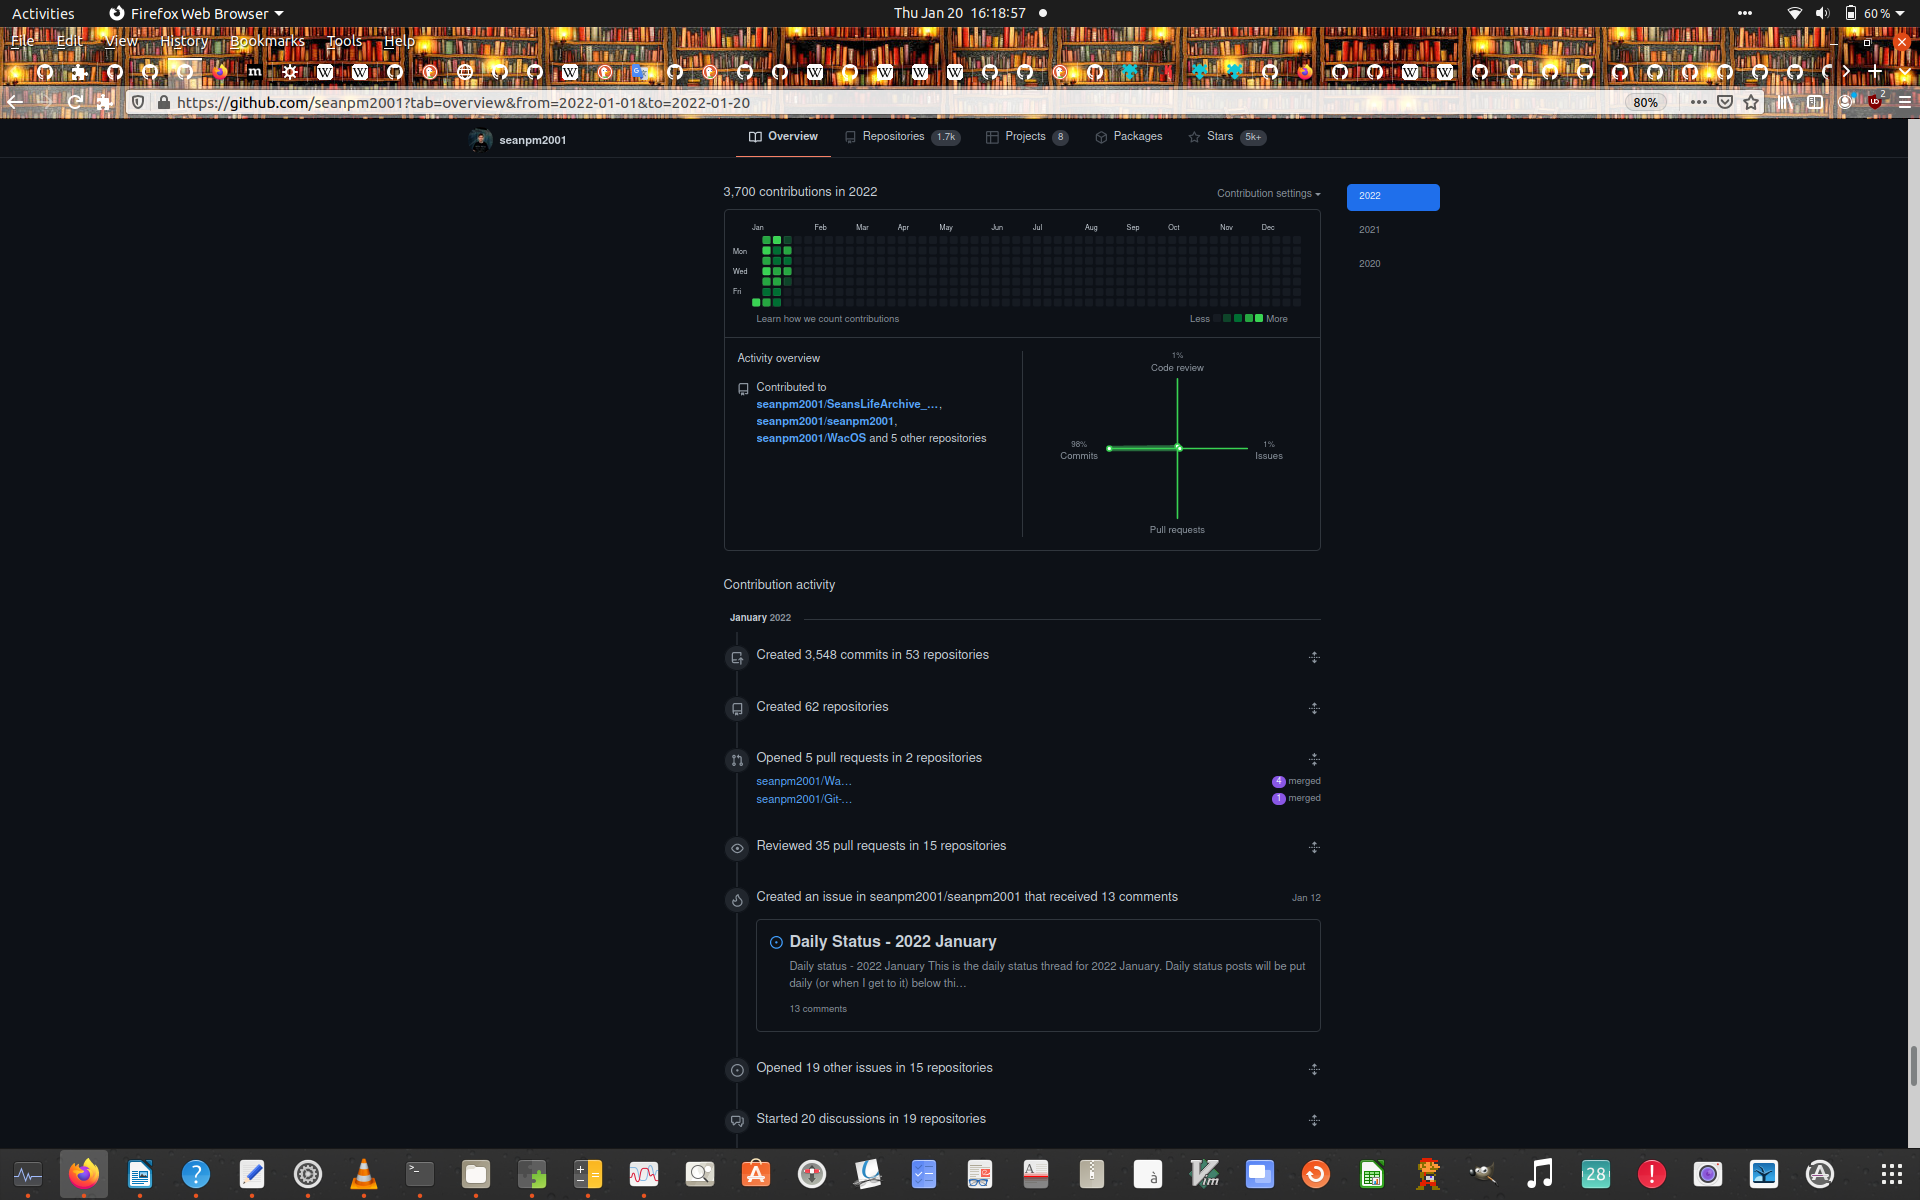 Activities
Firefox Web Browser
Thu Jan 20 16:18:57
60 %
File Edit View History Bookmarks Tools Help
https://github.com/seanpm2001?tab=overview&from=2022-01-01&to=2022-01-20
80%
2
seanpm2001
Overview
Repositories 1.7k
Projects 8
Packages
Stars 5k+
3,700 contributions in 2022
Contribution settings
2022
2021
2020
Jan Feb Mar Apr May Jun Jul Aug Sep Oct Nov Dec
Mon
Wed
Fri
Learn how we count contributions
Less More
Activity overview
Contributed to
seanpm2001/SeansLifeArchive_…,
seanpm2001/seanpm2001,
seanpm2001/WacOS and 5 other repositories
1%
Code review
98%
Commits
1%
Issues
Pull requests
Contribution activity
January 2022
Created 3,548 commits in 53 repositories
Created 62 repositories
Opened 5 pull requests in 2 repositories
seanpm2001/Wa…
4 merged
seanpm2001/Git-…
1 merged
Reviewed 35 pull requests in 15 repositories
Created an issue in seanpm2001/seanpm2001 that received 13 comments
Jan 12
Daily Status - 2022 January
Daily status - 2022 January This is the daily status thread for 2022 January. Daily status posts will be put
daily (or when I get to it) below thi…
13 comments
Opened 19 other issues in 15 repositories
Started 20 discussions in 19 repositories
28